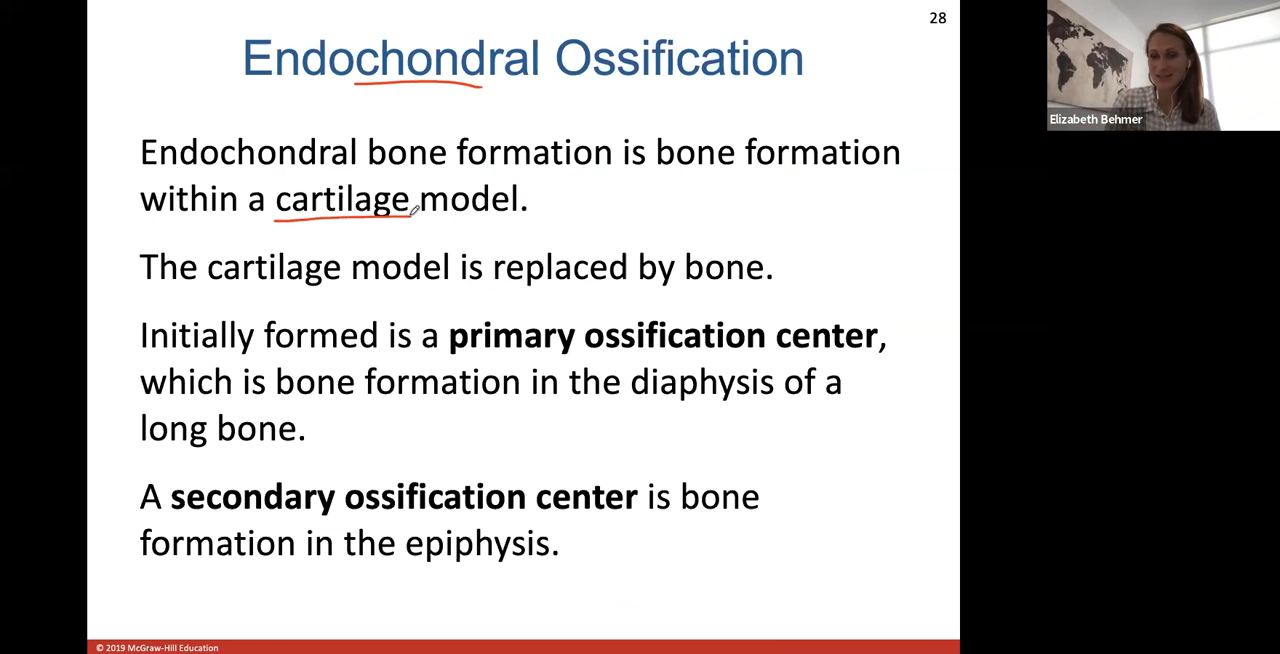 28
Endochondral Ossification
Elizabeth Behmer
Endochondral bone formation is bone formation
within a cartilage model.
The cartilage model is replaced by bone.
Initially formed is a primary ossification center,
which is bone formation in the diaphysis of a
long bone.
A secondary ossification center is bone
formation in the epiphysis.
© 2019 McGraw-Hill Education